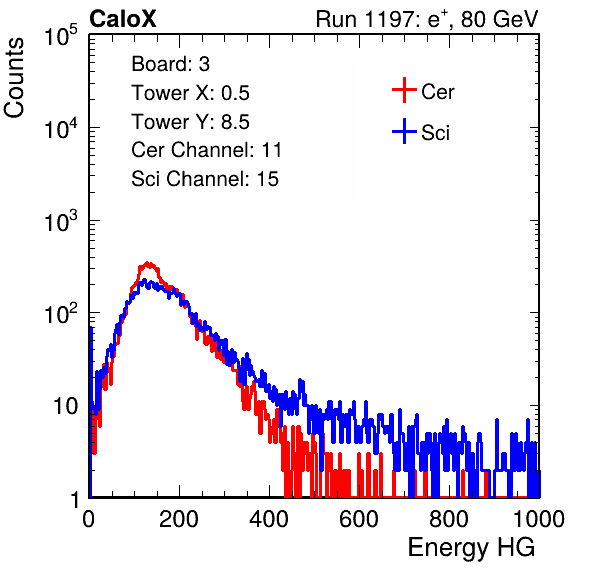 CaloX Run 1197: e⁺, 80 GeV
Counts
10⁵
10⁴
10³
10²
10
1
Board: 3
Tower X: 0.5
Tower Y: 8.5
Cer Channel: 11
Sci Channel: 15
Cer
Sci
0 200 400 600 800 1000
Energy HG